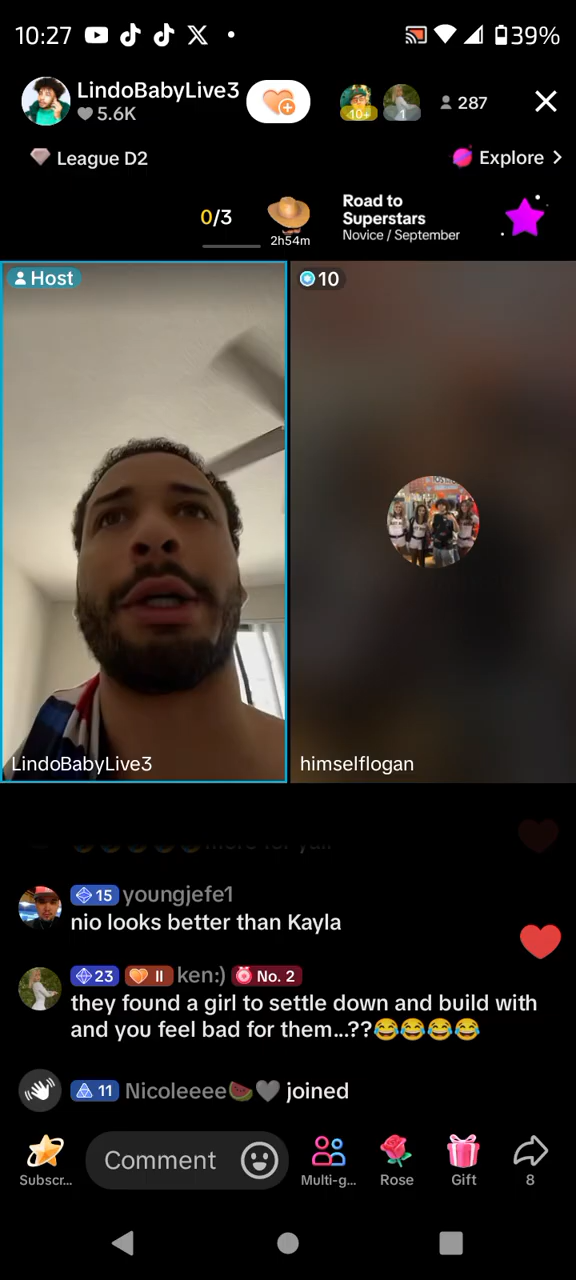 10:27
39%
LindoBabyLive3
5.6K
10+
1
287
League D2
Explore
0/3
2h54m
Road to
Superstars
Novice / September
Host
10
LindoBabyLive3
himselflogan
15 youngjefe1
nio looks better than Kayla
23 II ken:) No. 2
they found a girl to settle down and build with
and you feel bad for them...??😂😂😂😂
11 Nicoleeee🍉🩶 joined
Subscr...
Comment
Multi-g...
Rose
Gift
8